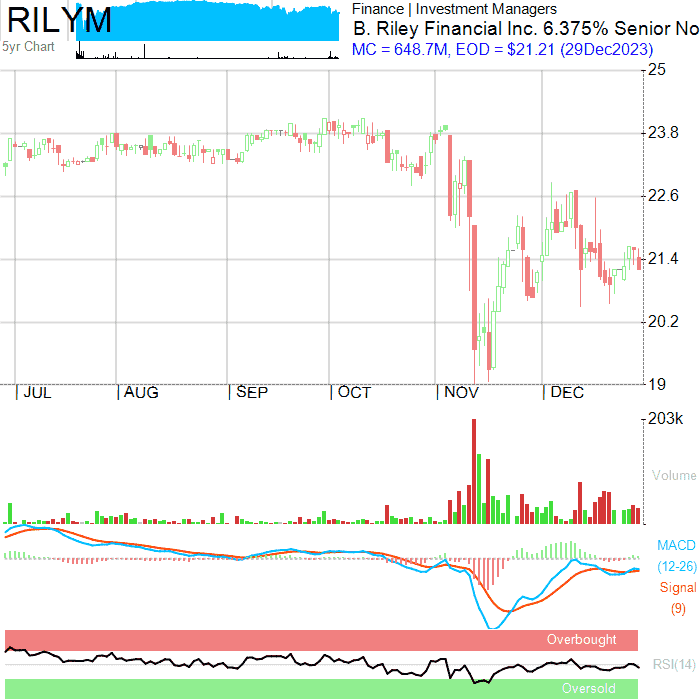 RILYM
5yr Chart
Finance | Investment Managers
B. Riley Financial Inc. 6.375% Senior No
MC = 648.7M, EOD = $21.21 (29Dec2023)
25
23.8
22.6
21.4
20.2
19
JUL AUG SEP OCT NOV DEC
203k
Volume
MACD
(12-26)
Signal
(9)
Overbought
RSI(14)
Oversold